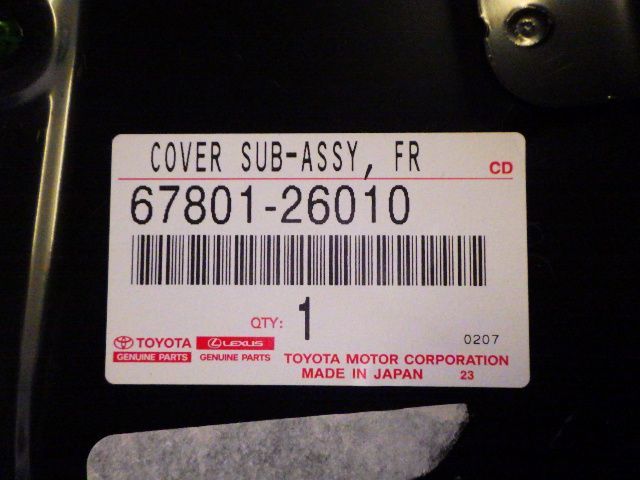 COVER SUB-ASSY, FR
CD
67801-26010
QTY: 1
0207
TOYOTA LEXUS
GENUINE PARTS GENUINE PARTS
TOYOTA MOTOR CORPORATION
MADE IN JAPAN 23